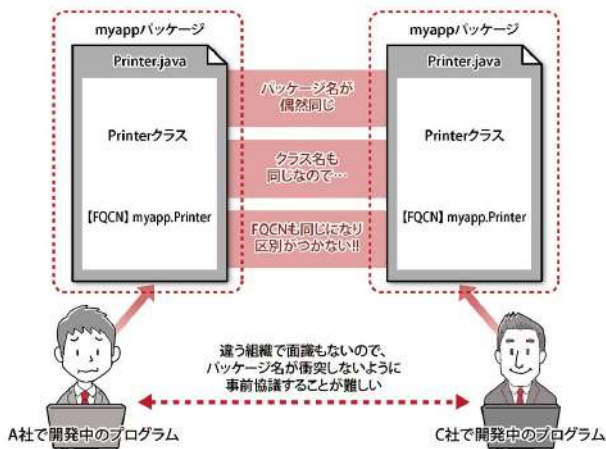 myappパッケージ
myappパッケージ
Printer.java
Printer.java
パッケージ名が
偶然同じ
Printerクラス
Printerクラス
クラス名も
同じなので…
【FQCN】myapp.Printer
FQCNも同じになり
区別がつかない!!
【FQCN】myapp.Printer
違う組織で面識もないので、
パッケージ名が衝突しないように
事前協議することが難しい
A社で開発中のプログラム
C社で開発中のプログラム